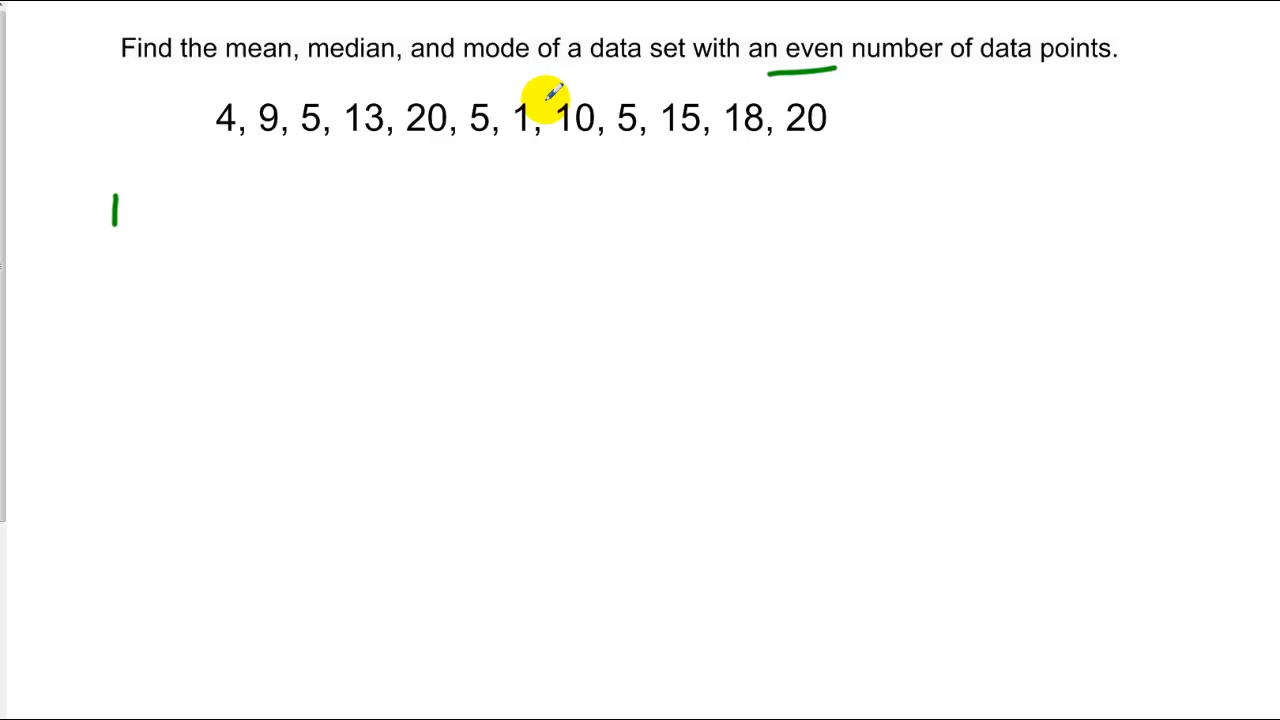 Find the mean, median, and mode of a data set with an even number of data points.
4, 9, 5, 13, 20, 5, 1, 10, 5, 15, 18, 20
1